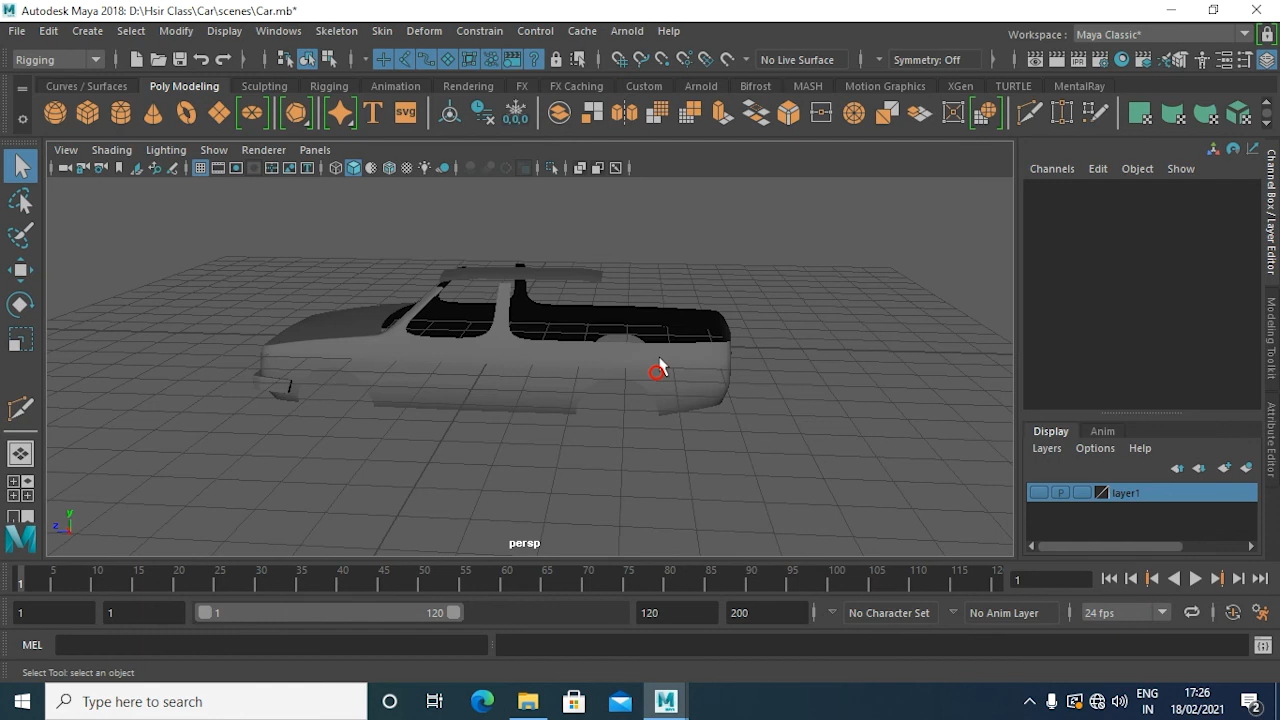 Autodesk Maya 2018: D:\Hsir Class\Car\scenes\Car.mb*
File Edit Create Select Modify Display Windows Skeleton Skin Deform Constrain Control Cache Arnold Help
Workspace : Maya Classic*
Rigging No Live Surface Symmetry: Off
Curves / Surfaces Poly Modeling Sculpting Rigging Animation Rendering FX FX Caching Custom Arnold Bifrost MASH Motion Graphics XGen TURTLE MentalRay
T SVG 0,0,0
View Shading Lighting Show Renderer Panels
Channels Edit Object Show
Channel Box / Layer Editor
Modeling Toolkit
Attribute Editor
Display Anim
Layers Options Help
P layer1
y
z
persp
5 10 15 20 25 30 35 40 45 50 55 60 65 70 75 80 85 90 95 100 105 110 115 12
1 1
1 1 1 120 120 200 No Character Set No Anim Layer 24 fps
MEL
Select Tool: select an object
Type here to search
ENG 17:26
IN 18/02/2021 2